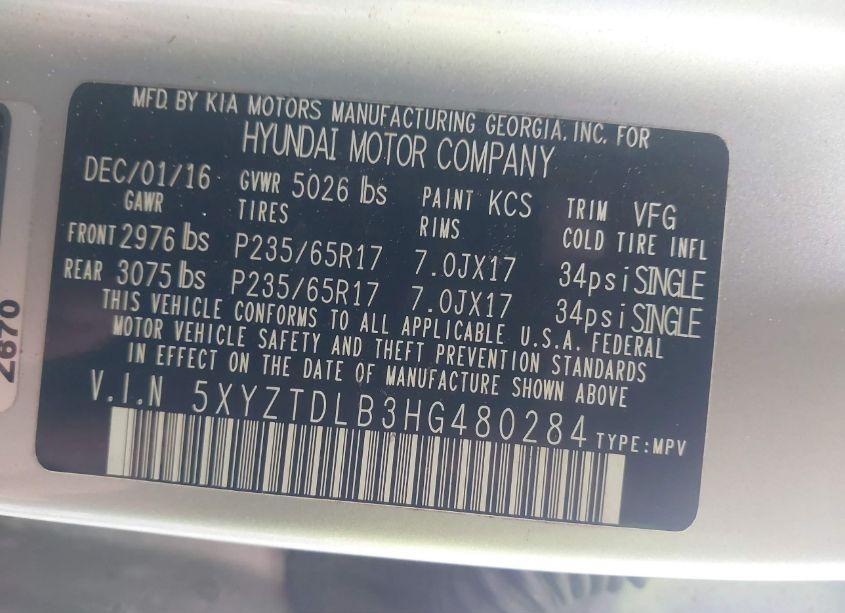 MFD. BY KIA MOTORS MANUFACTURING GEORGIA. INC. FOR
HYUNDAI MOTOR COMPANY
DEC/01/16 GVWR 5026 lbs PAINT KCS TRIM VFG
GAWR TIRES RIMS COLD TIRE INFL
FRONT 2976 lbs P235/65R17 7.0JX17 34psi SINGLE
REAR 3075 lbs P235/65R17 7.0JX17 34psi SINGLE
THIS VEHICLE CONFORMS TO ALL APPLICABLE U.S.A. FEDERAL
MOTOR VEHICLE SAFETY AND THEFT PREVENTION STANDARDS
IN EFFECT ON THE DATE OF MANUFACTURE SHOWN ABOVE
V.I.N 5XYZTDLB3HG480284 TYPE:MPV
2670